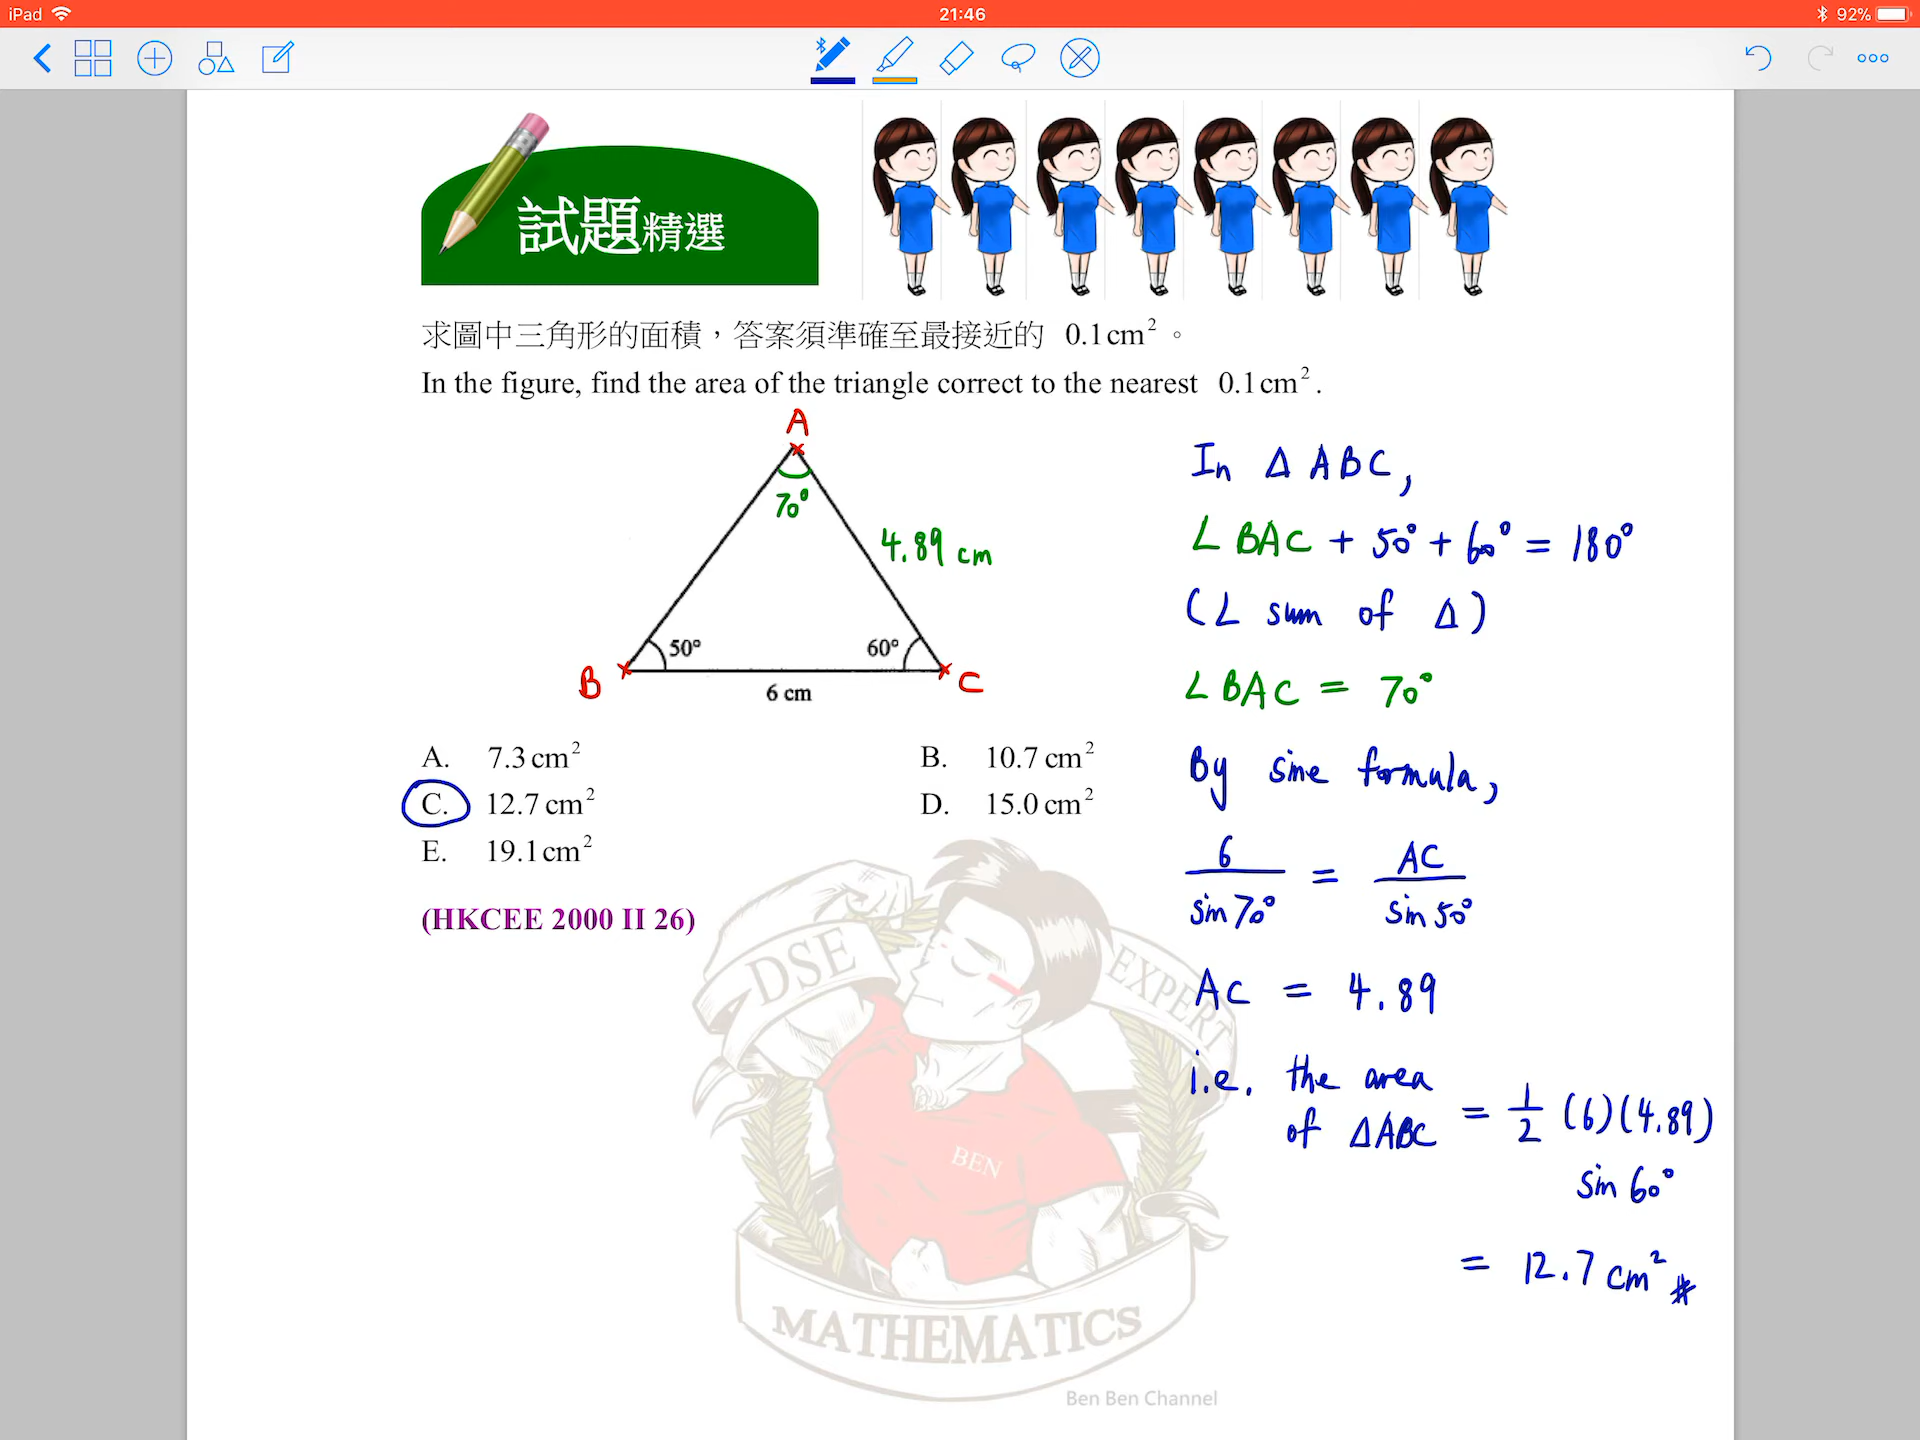 iPad
21:46
92%
試題精選
求圖中三角形的面積，答案須準確至最接近的 0.1 cm²。
In the figure, find the area of the triangle correct to the nearest 0.1 cm².
A
70°
4.89 cm
50°
60°
B
C
6 cm
A. 7.3 cm² B. 10.7 cm²
C. 12.7 cm² D. 15.0 cm²
E. 19.1 cm²
(HKCEE 2000 II 26)
In Δ ABC,
∠BAC + 50° + 60° = 180°
(∠ sum of Δ)
∠BAC = 70°
By sine formula,
6/sin 70° = AC/sin 50°
AC = 4.89
i.e. the area
of ΔABC = 1/2 (6)(4.89)
sin 60°
= 12.7 cm² #
DSE
EXPERT
BEN
MATHEMATICS
Ben Ben Channel